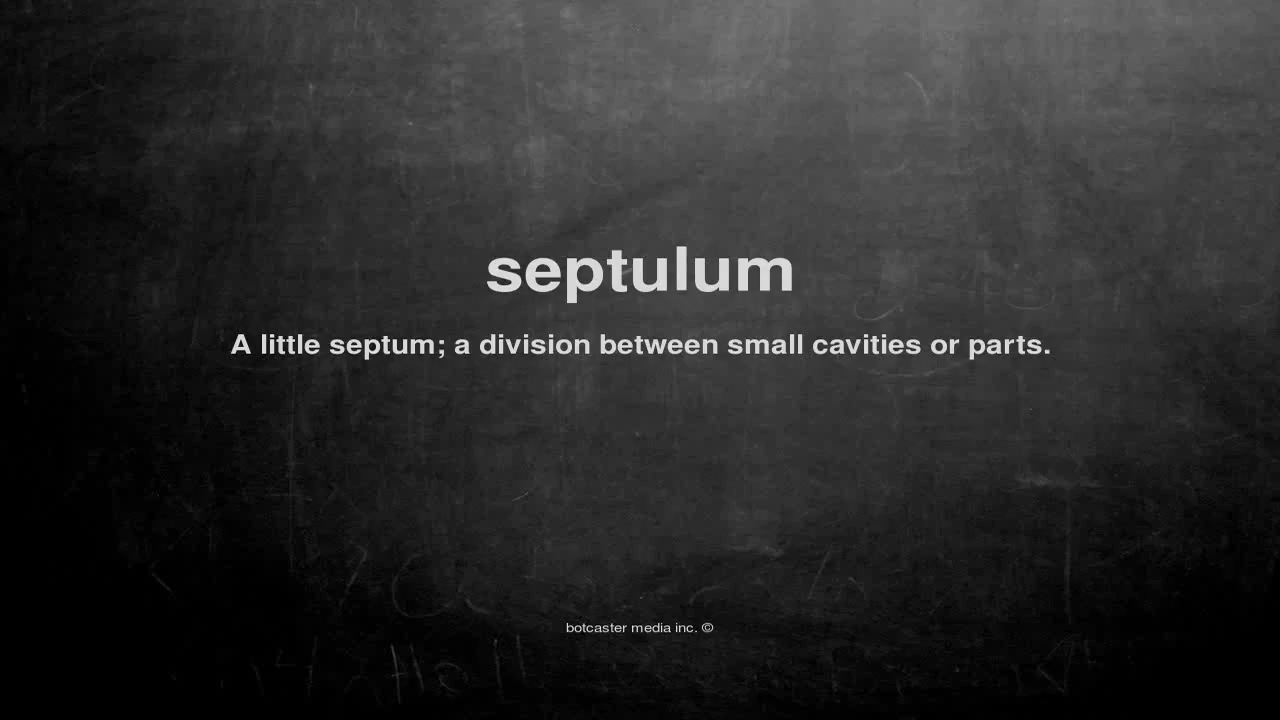 septulum
A little septum; a division between small cavities or parts.
botcaster media inc. ©